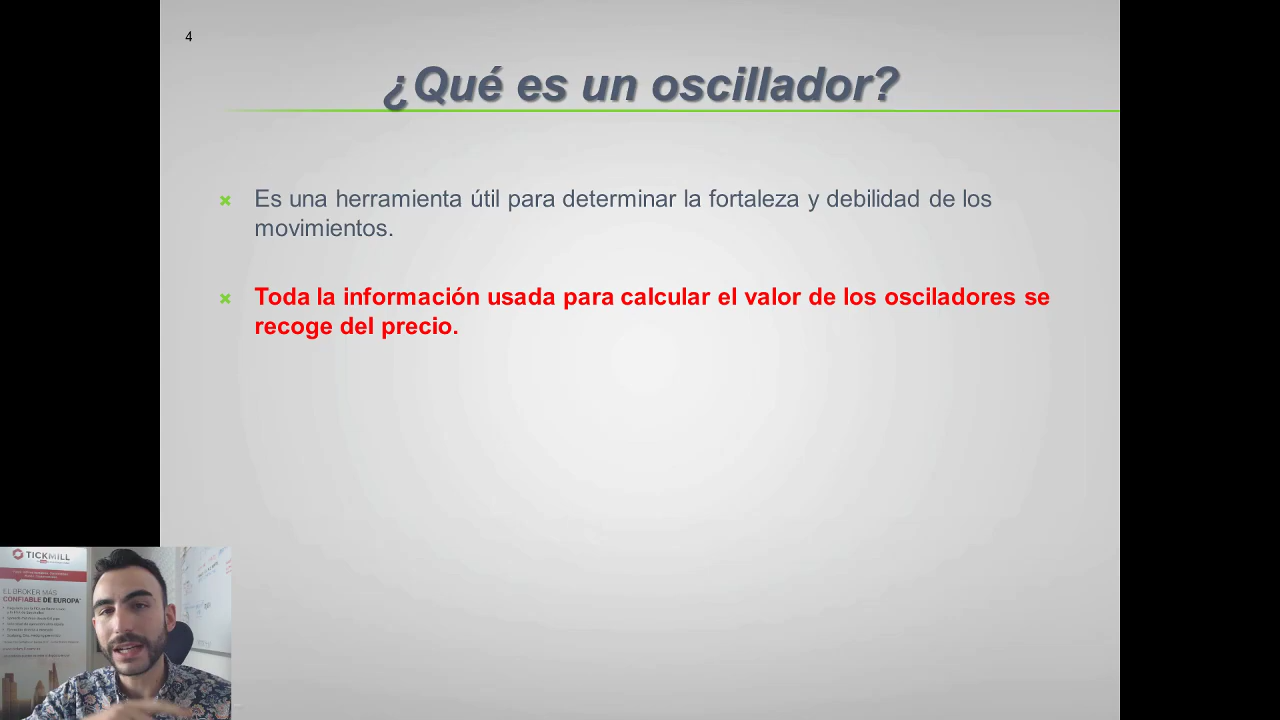 4
¿Qué es un oscillador?
Es una herramienta útil para determinar la fortaleza y debilidad de los
movimientos.
Toda la información usada para calcular el valor de los osciladores se
recoge del precio.
TICKMILL
EL BROKER MÁS
CONFIABLE DE EUROPA*